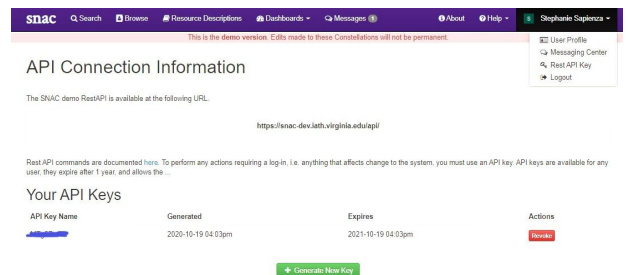 snac Search Browse Resource Descriptions Dashboards Messages 1 About Help s Stephanie Sapienza
This is the demo version. Edits made to these Constellations will not be permanent.
User Profile
Messaging Center
Rest API Key
Logout
API Connection Information
The SNAC demo RestAPI is available at the following URL.
https://snac-dev.iath.virginia.edu/api/
Rest API commands are documented here. To perform any actions requiring a log-in, i.e. anything that affects change to the system, you must use an API key. API keys are available for any
user, they expire after 1 year, and allows the ...
Your API Keys
API Key Name Generated Expires Actions
2020-10-19 04:03pm 2021-10-19 04:03pm Revoke
+ Generate New Key